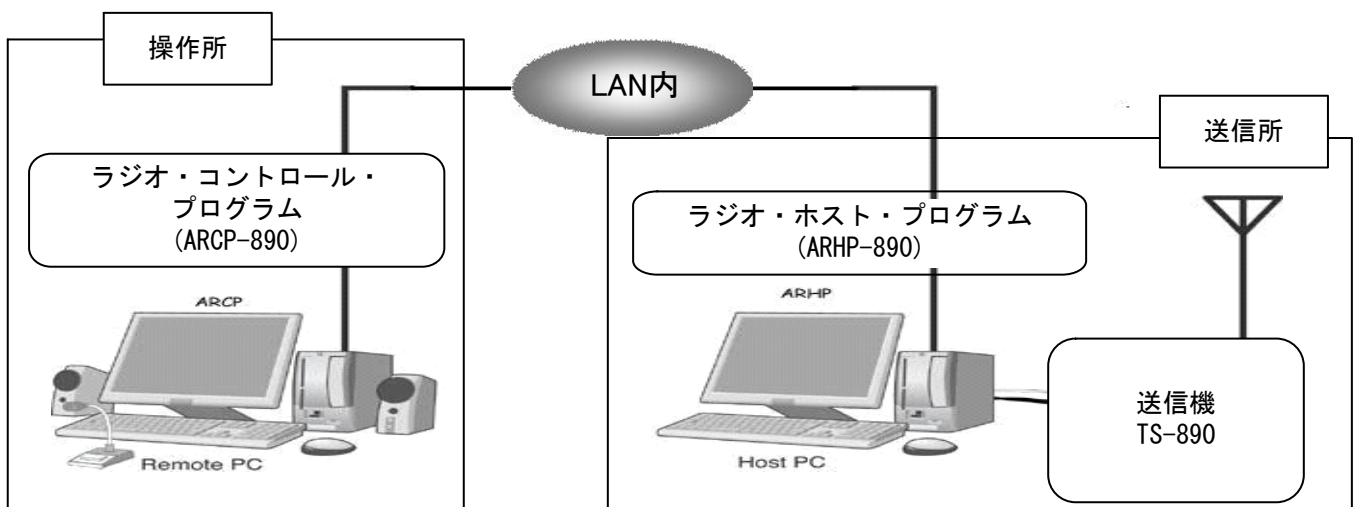 操作所
LAN内
送信所
ラジオ・コントロール・
プログラム
(ARCP-890)
ラジオ・ホスト・プログラム
(ARHP-890)
ARCP
ARHP
送信機
TS-890
Remote PC
Host PC